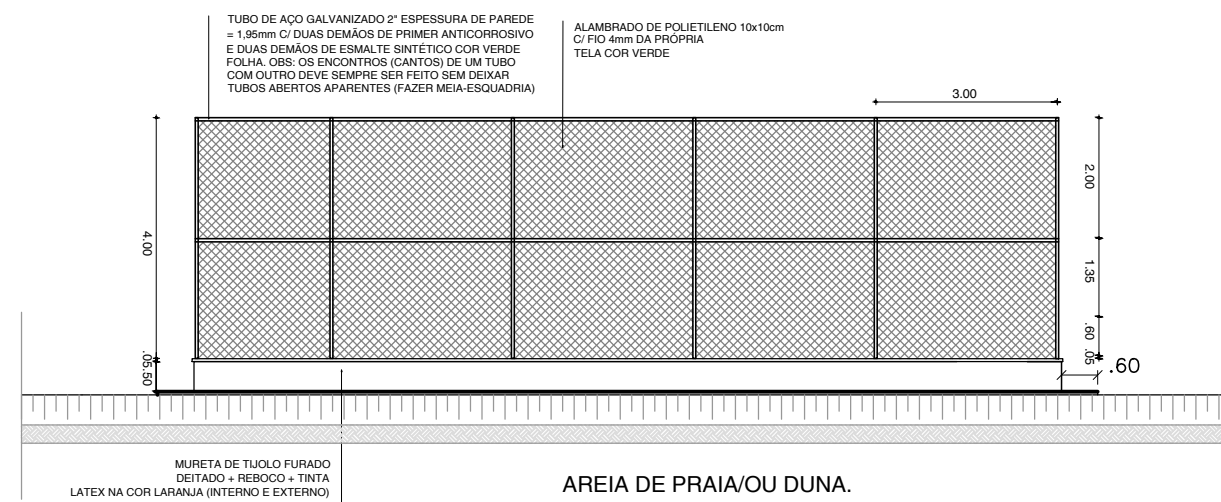 TUBO DE AÇO GALVANIZADO 2" ESPESSURA DE PAREDE
= 1,95mm C/ DUAS DEMÃOS DE PRIMER ANTICORROSIVO
E DUAS DEMÃOS DE ESMALTE SINTÉTICO COR VERDE
FOLHA. OBS: OS ENCONTROS (CANTOS) DE UM TUBO
COM OUTRO DEVE SEMPRE SER FEITO SEM DEIXAR
TUBOS ABERTOS APARENTES (FAZER MEIA-ESQUADRIA)
ALAMBRADO DE POLIETILENO 10x10cm
C/ FIO 4mm DA PRÓPRIA
TELA COR VERDE
3.00
4.00
.05
.50
2.00
1.35
.60
.05
.60
MURETA DE TIJOLO FURADO
DEITADO + REBOCO + TINTA
LATEX NA COR LARANJA (INTERNO E EXTERNO)
AREIA DE PRAIA/OU DUNA.